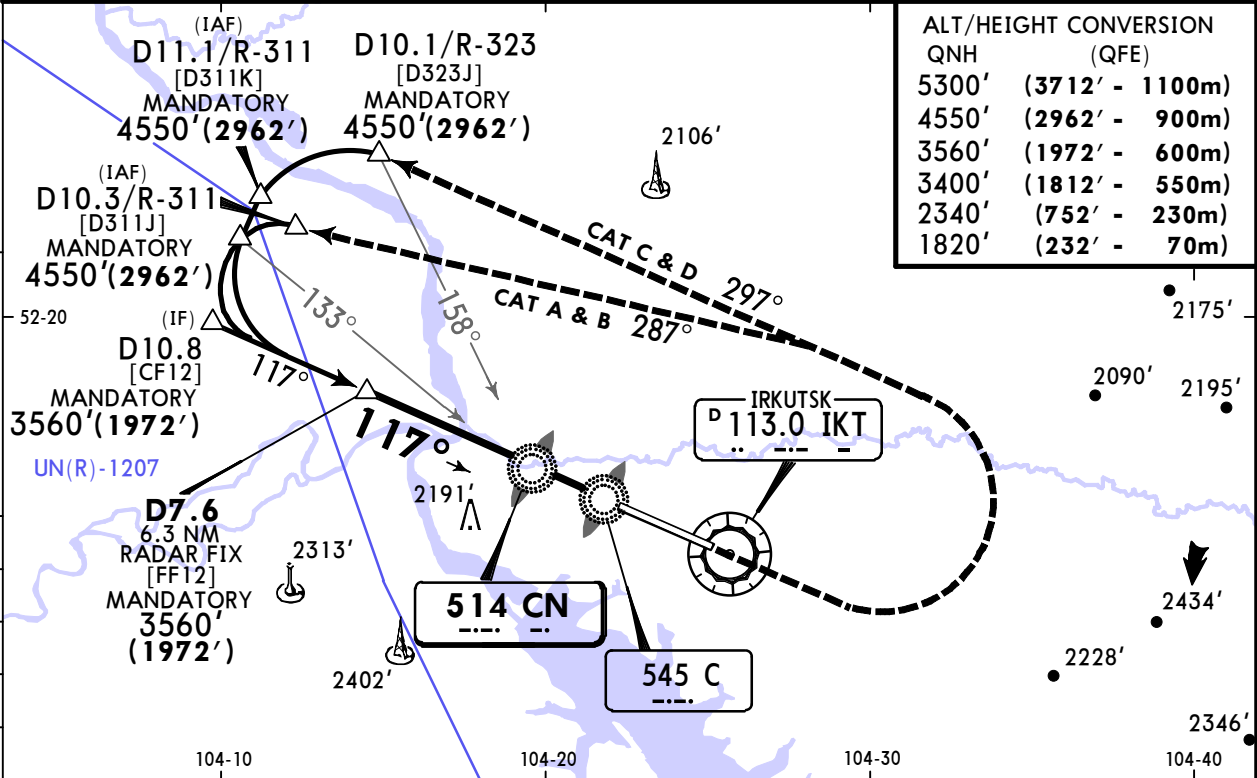 (IAF)
D11.1/R-311
[D311K]
MANDATORY
4550'(2962')
D10.1/R-323
[D323J]
MANDATORY
4550'(2962')
ALT/HEIGHT CONVERSION
QNH (QFE)
5300' (3712' - 1100m)
4550' (2962' - 900m)
3560' (1972' - 600m)
3400' (1812' - 550m)
2340' (752' - 230m)
1820' (232' - 70m)
2106'
(IAF)
D10.3/R-311
[D311J]
MANDATORY
4550'(2962')
CAT C & D 297°
CAT A & B 287°
133°
158°
2175'
52-20
(IF)
D10.8
[CF12]
MANDATORY
3560'(1972')
117°
117°
2090'
2195'
IRKUTSK
D 113.0 IKT
UN(R)-1207
2191'
D7.6
6.3 NM
RADAR FIX
[FF12]
MANDATORY
3560'
(1972')
2313'
514 CN
2434'
545 C
2228'
2402'
2346'
104-10
104-20
104-30
104-40